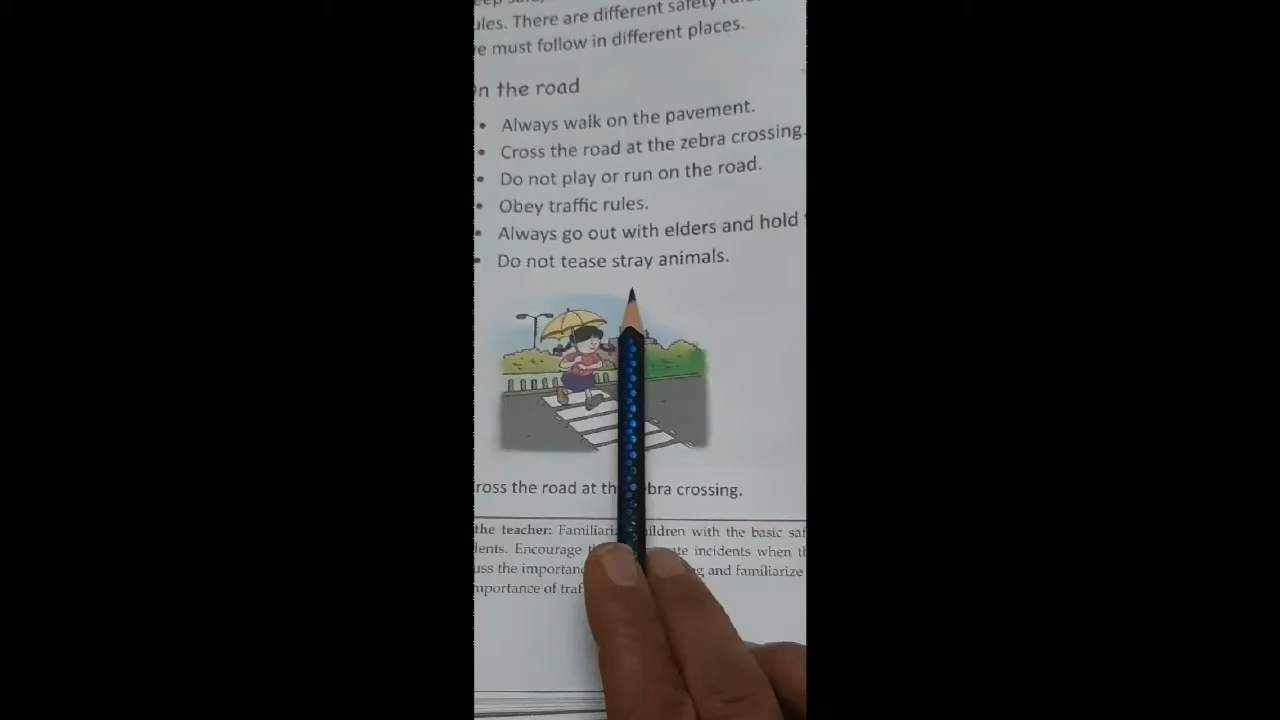 safe,
ules. There are different safety
e must follow in different places.
n the road
• Always walk on the pavement.
• Cross the road at the zebra crossing.
• Do not play or run on the road.
• Obey traffic rules.
• Always go out with elders and hold
• Do not tease stray animals.
ross the road at th bra crossing.
the teacher: Familiari ildren with the basic saf
lents. Encourage te incidents when th
uss the importan g and familiarize
mportance of traf